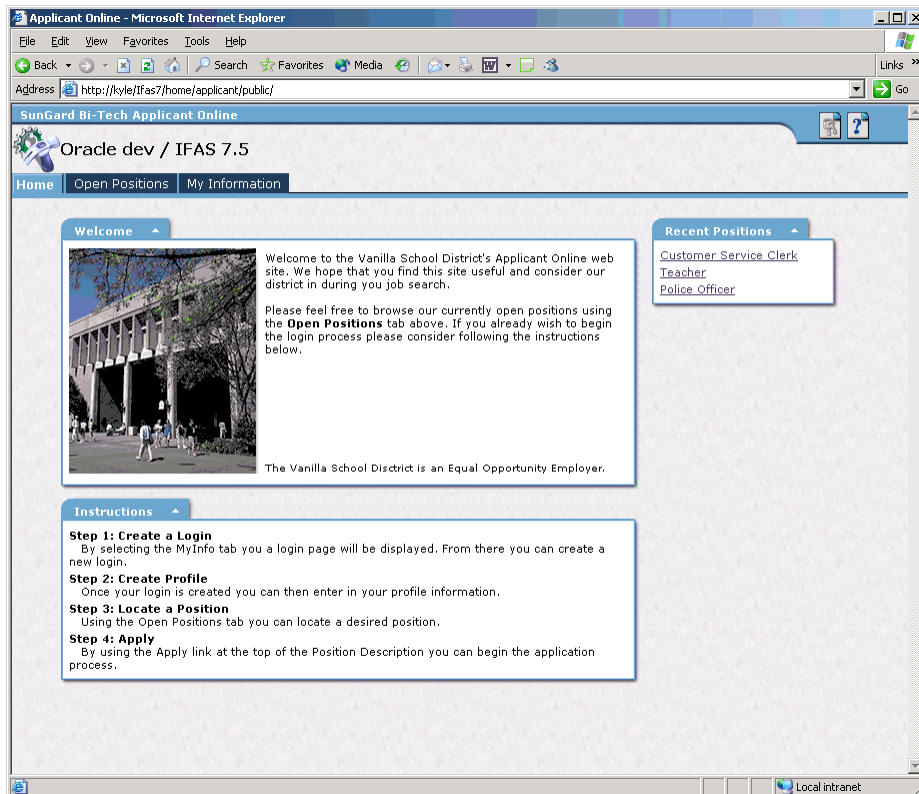 Applicant Online - Microsoft Internet Explorer
File Edit View Favorites Tools Help
Back Search Favorites Media Links »
Address http://kyle/Ifas7/home/applicant/public/ Go
SunGard Bi-Tech Applicant Online
Oracle dev / IFAS 7.5
Home Open Positions My Information
Welcome
Welcome to the Vanilla School District's Applicant Online web
site. We hope that you find this site useful and consider our
district in during you job search.
Please feel free to browse our currently open positions using
the Open Positions tab above. If you already wish to begin
the login process please consider following the instructions
below.
The Vanilla School Disctrict is an Equal Opportunity Employer.
Recent Positions
Customer Service Clerk
Teacher
Police Officer
Instructions
Step 1: Create a Login
By selecting the MyInfo tab you a login page will be displayed. From there you can create a
new login.
Step 2: Create Profile
Once your login is created you can then enter in your profile information.
Step 3: Locate a Position
Using the Open Positions tab you can locate a desired position.
Step 4: Apply
By using the Apply link at the top of the Position Description you can begin the application
process.
Local intranet